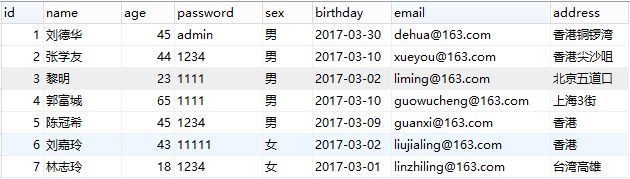 id name age password sex birthday email address
1 刘德华 45 admin 男 2017-03-30 dehua@163.com 香港铜锣湾
2 张学友 44 1234 男 2017-03-10 xueyou@163.com 香港尖沙咀
3 黎明 23 1111 男 2017-03-02 liming@163.com 北京五道口
4 郭富城 65 1111 男 2017-03-10 guowucheng@163.com 上海3街
5 陈冠希 45 1234 男 2017-03-09 guanxi@163.com 香港
6 刘嘉玲 43 11111 女 2017-03-02 liujialing@163.com 香港
7 林志玲 18 1234 女 2017-03-01 linzhiling@163.com 台湾高雄